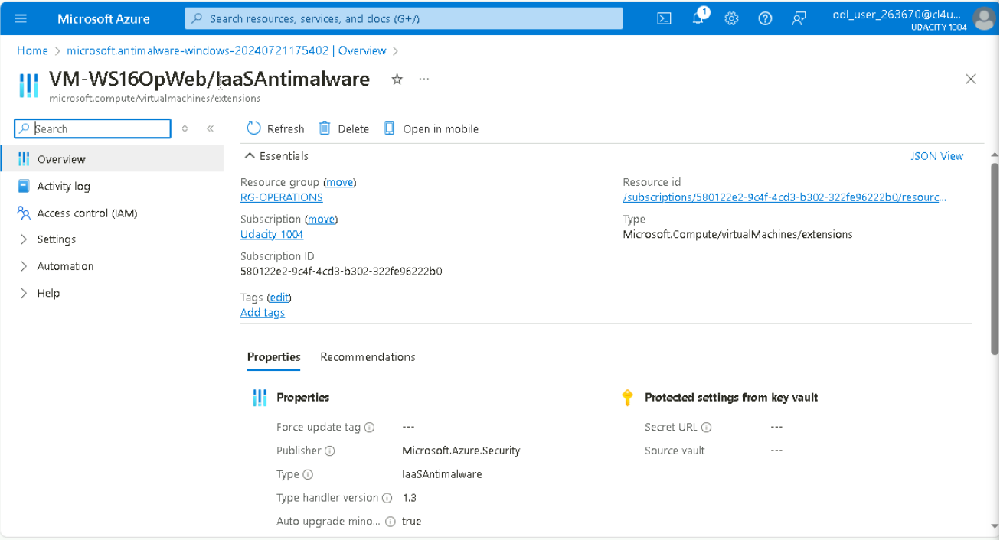 Microsoft Azure
Search resources, services, and docs (G+/)
1
odl_user_263670@cl4u...
UDACITY 1004
Home > microsoft.antimalware-windows-20240721175402 | Overview >
VM-WS16OpWeb/IaaSAntimalware
microsoft.compute/virtualmachines/extensions
Search
Refresh Delete Open in mobile
Overview
Activity log
Access control (IAM)
Settings
Automation
Help
Essentials
JSON View
Resource group (move)
RG-OPERATIONS
Subscription (move)
Udacity 1004
Subscription ID
580122e2-9c4f-4cd3-b302-322fe96222b0
Tags (edit)
Add tags
Resource id
/subscriptions/580122e2-9c4f-4cd3-b302-322fe96222b0/resourc...
Type
Microsoft.Compute/virtualMachines/extensions
Properties Recommendations
Properties
Force update tag ---
Publisher Microsoft.Azure.Security
Type IaaSAntimalware
Type handler version 1.3
Auto upgrade mino... true
Protected settings from key vault
Secret URL ---
Source vault ---